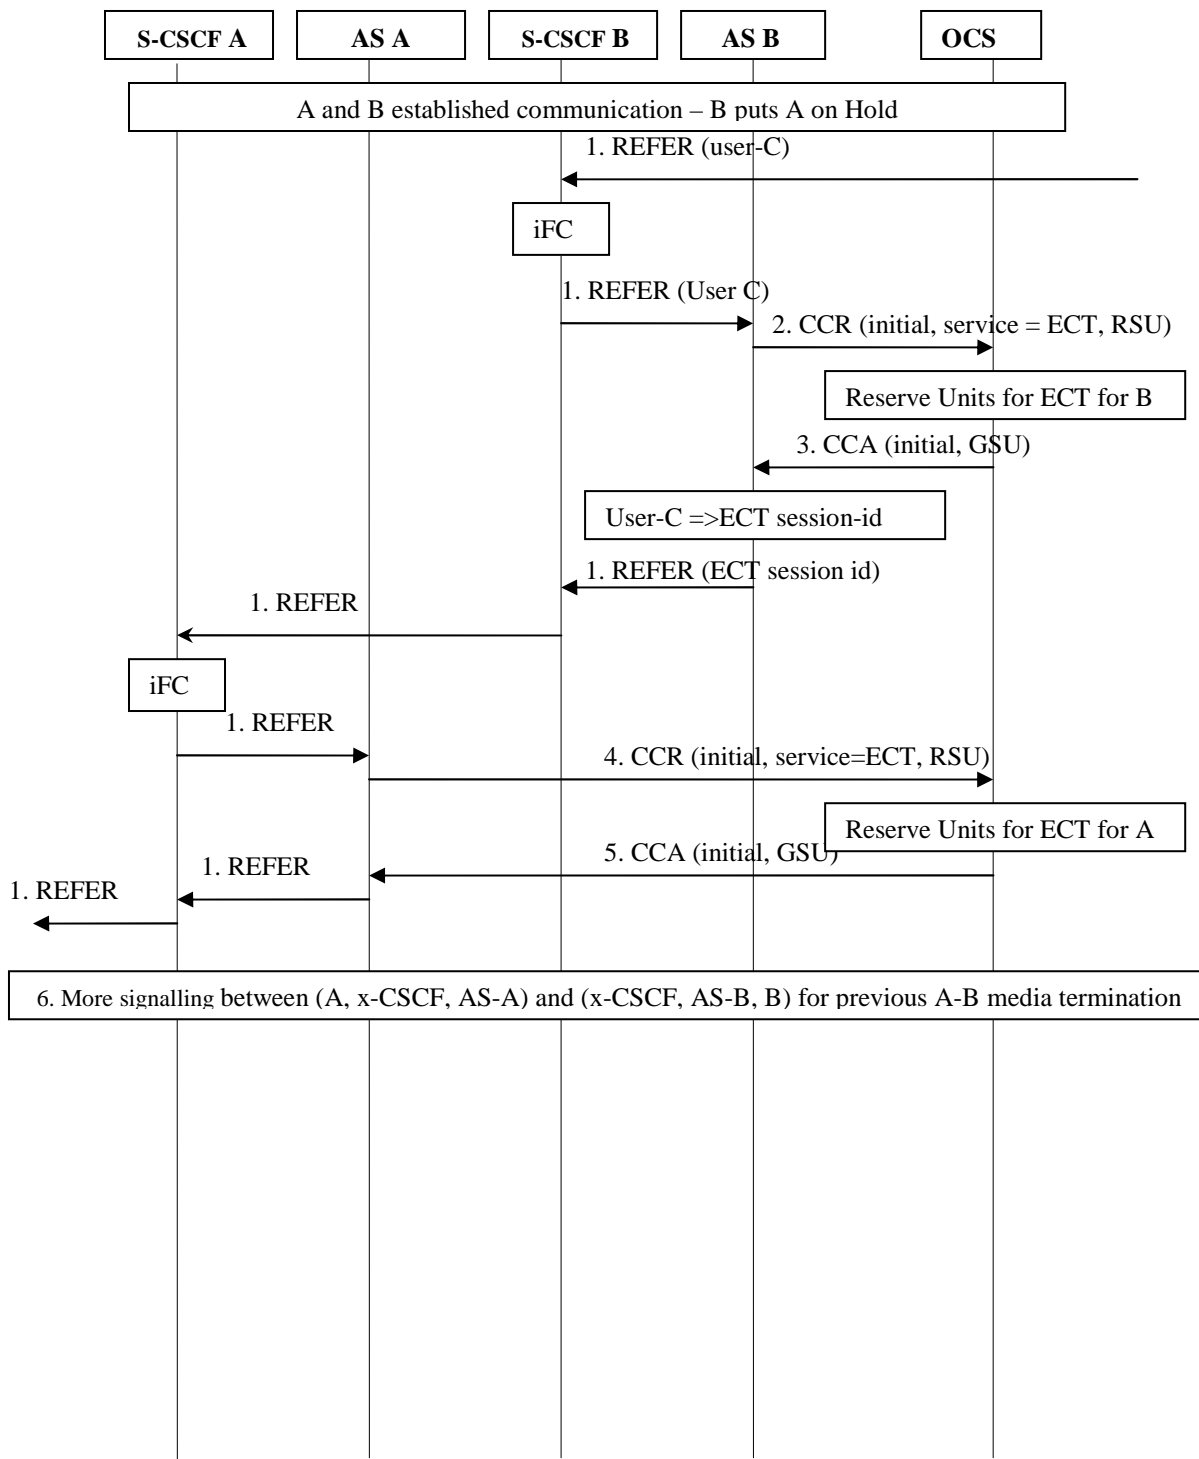 S-CSCF A
AS A
S-CSCF B
AS B
OCS
A and B established communication – B puts A on Hold
1. REFER (user-C)
iFC
1. REFER (User C)
2. CCR (initial, service = ECT, RSU)
Reserve Units for ECT for B
3. CCA (initial, GSU)
User-C =>ECT session-id
1. REFER (ECT session id)
1. REFER
iFC
1. REFER
4. CCR (initial, service=ECT, RSU)
Reserve Units for ECT for A
5. CCA (initial, GSU)
1. REFER
1. REFER
6. More signalling between (A, x-CSCF, AS-A) and (x-CSCF, AS-B, B) for previous A-B media termination